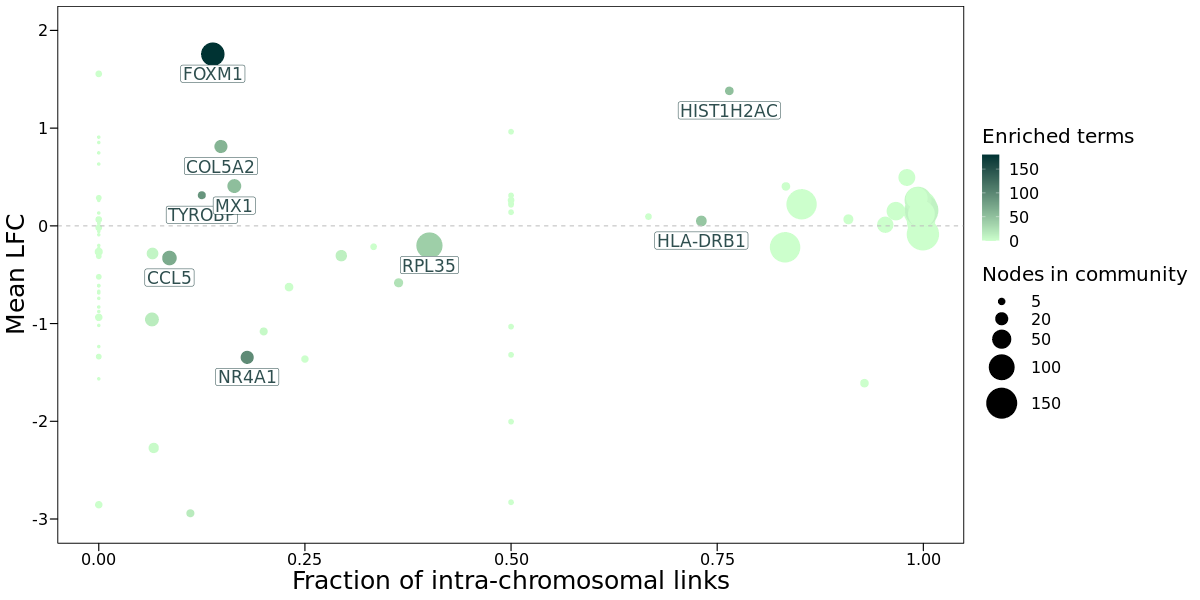 2
1
0
-1
-2
-3
Mean LFC
FOXM1
HIST1H2AC
COL5A2
MX1
TYROBP
HLA-DRB1
RPL35
CCL5
NR4A1
0.00
0.25
0.50
0.75
1.00
Fraction of intra-chromosomal links
Enriched terms
150
100
50
0
Nodes in community
5
20
50
100
150